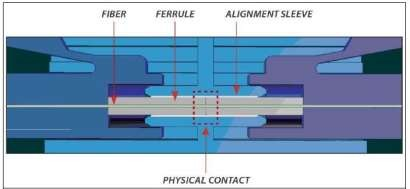 FIBER FERRULE ALIGNMENT SLEEVE
PHYSICAL CONTACT